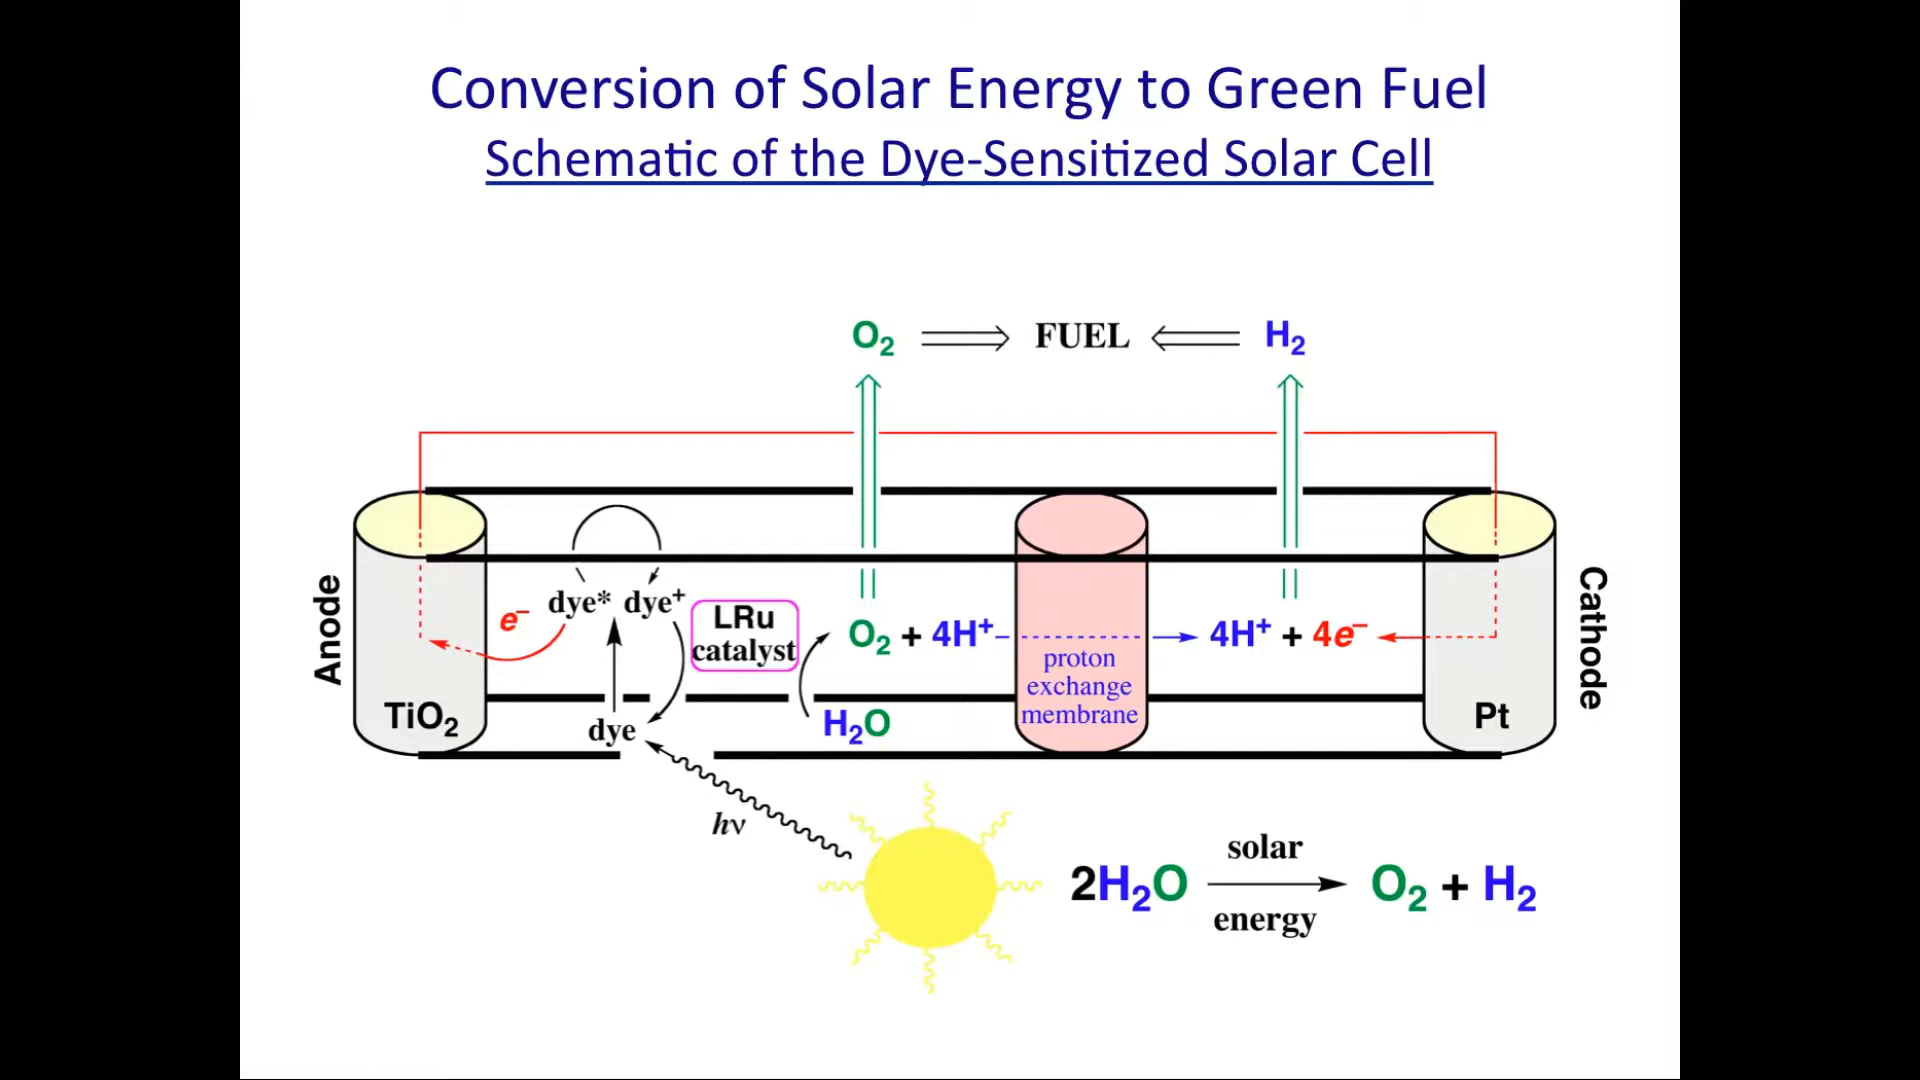 Conversion of Solar Energy to Green Fuel
Schematic of the Dye-Sensitized Solar Cell
O₂ ⟹ FUEL ⟸ H₂
Anode
TiO₂
e⁻
dye* dye⁺
dye
hν
LRu
catalyst
O₂ + 4H⁺
H₂O
proton
exchange
membrane
4H⁺ + 4e⁻
Pt
Cathode
solar
2H₂O → O₂ + H₂
energy